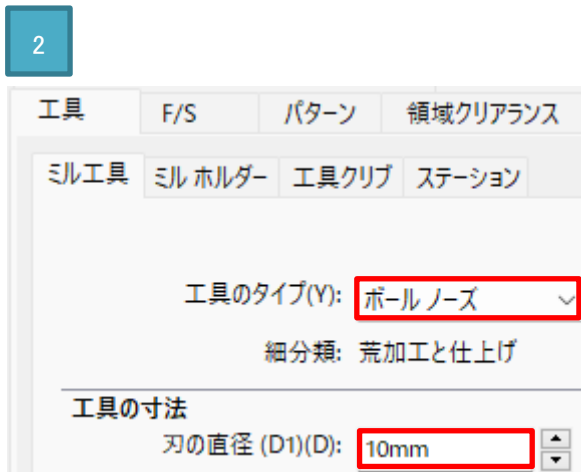 2
工具 F/S パターン 領域クリアランス
ミル工具 ミル ホルダー 工具クリブ ステーション
工具のタイプ(Y): ボール ノーズ
細分類: 荒加工と仕上げ
工具の寸法
刃の直径 (D1)(D): 10mm